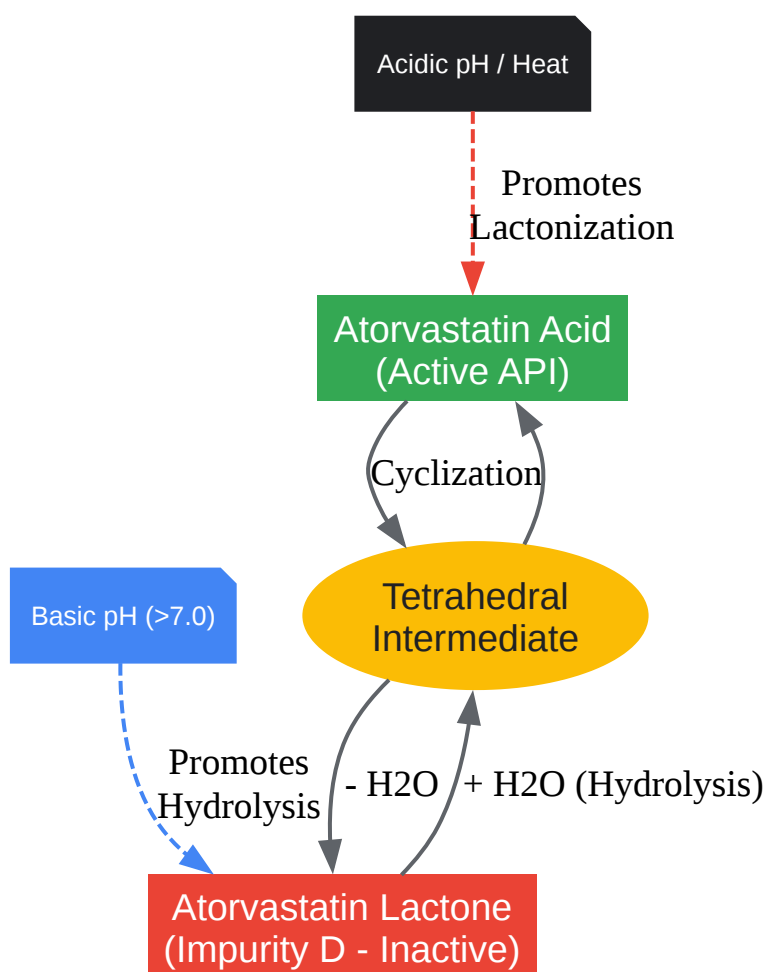 Acidic pH / Heat
Promotes
Lactonization
Atorvastatin Acid
(Active API)
Cyclization
Tetrahedral
Intermediate
Basic pH (>7.0)
Promotes
Hydrolysis
- H2O
+ H2O (Hydrolysis)
Atorvastatin Lactone
(Impurity D - Inactive)